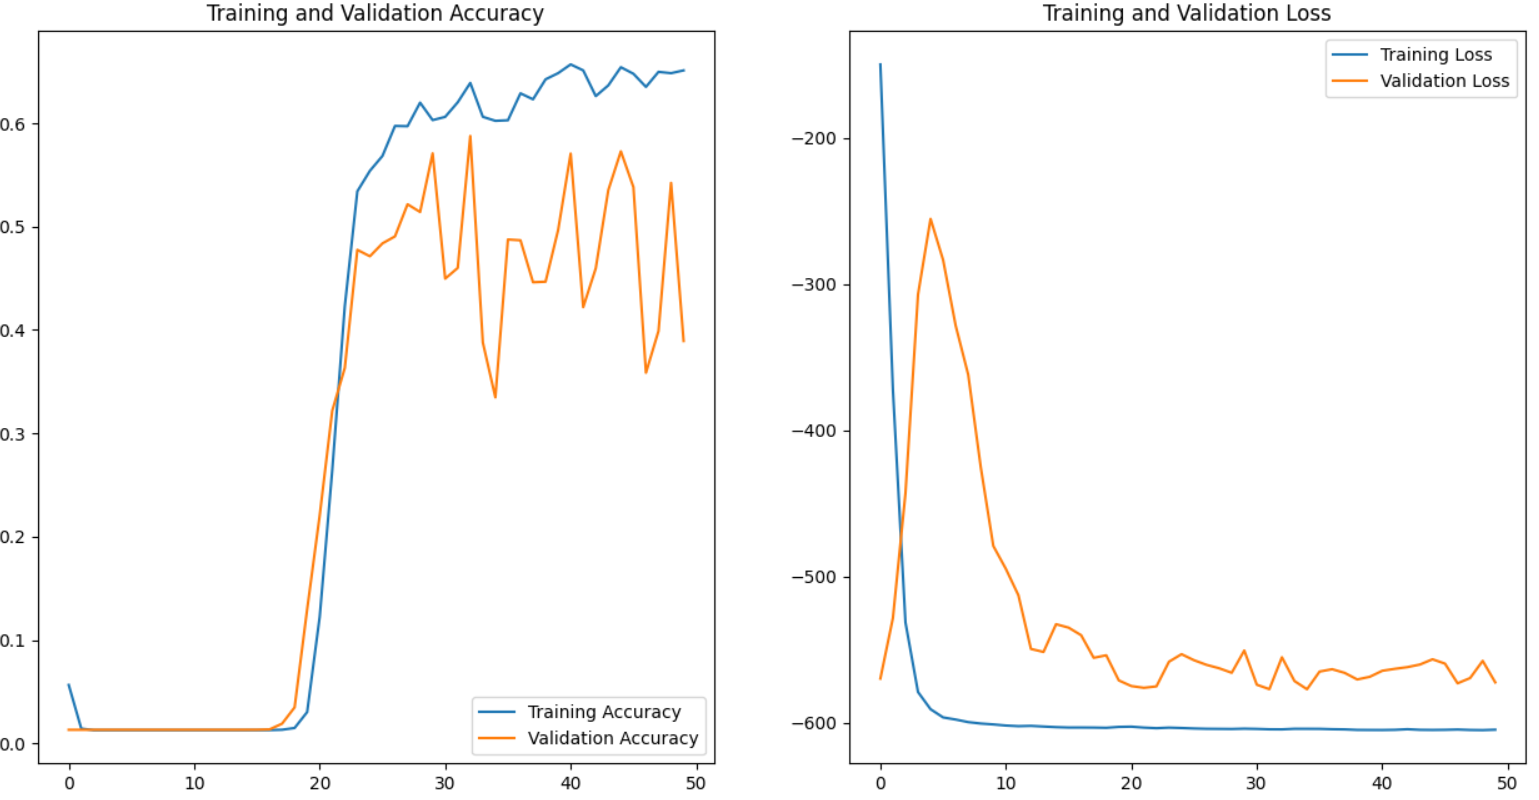 Training and Validation Accuracy
0.6
0.5
0.4
0.3
0.2
0.1
0.0
Training Accuracy
Validation Accuracy
0 10 20 30 40 50
Training and Validation Loss
Training Loss
Validation Loss
−200
−300
−400
−500
−600
0 10 20 30 40 50